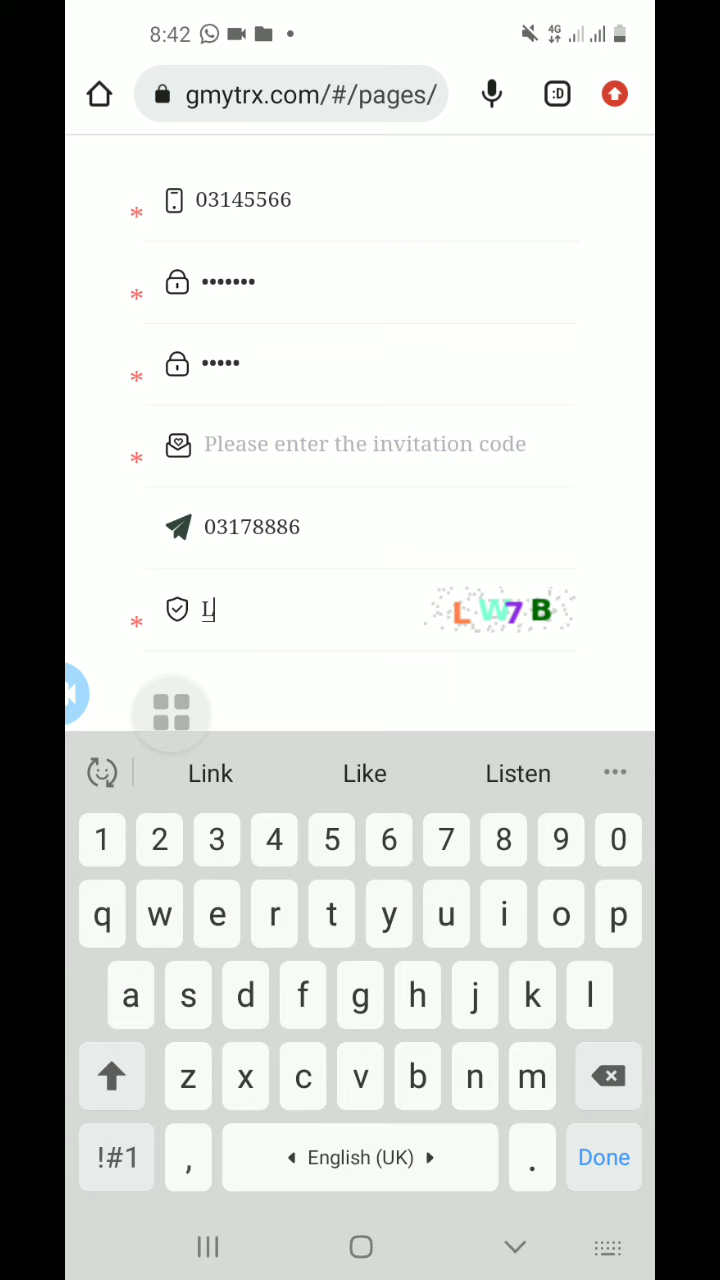 8:42 4G
gmytrx.com/#/pages/ :D
* 03145566
* •••••••
* •••••
* Please enter the invitation code
03178886
* L LW7B
Link Like Listen •••
1 2 3 4 5 6 7 8 9 0
q w e r t y u i o p
a s d f g h j k l
z x c v b n m
!#1 , English (UK) . Done